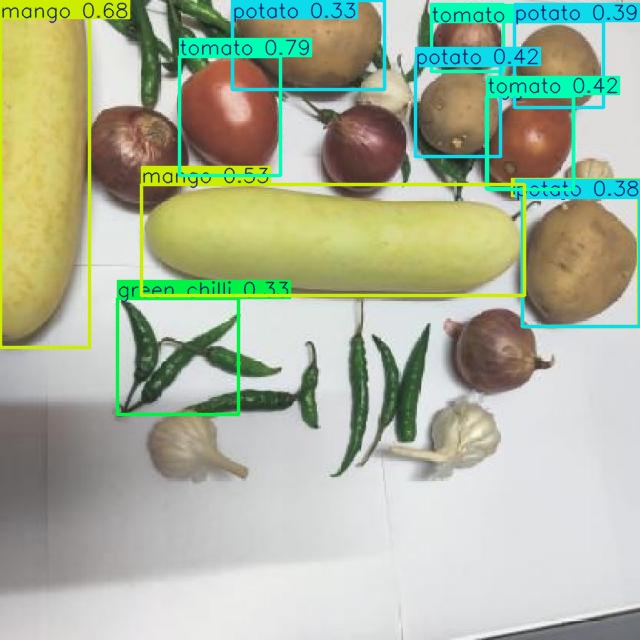 mango 0.68
potato 0.33
tomato
potato 0.39
tomato 0.79
potato 0.42
tomato 0.42
mango 0.53
potato 0.38
green chilli 0.33